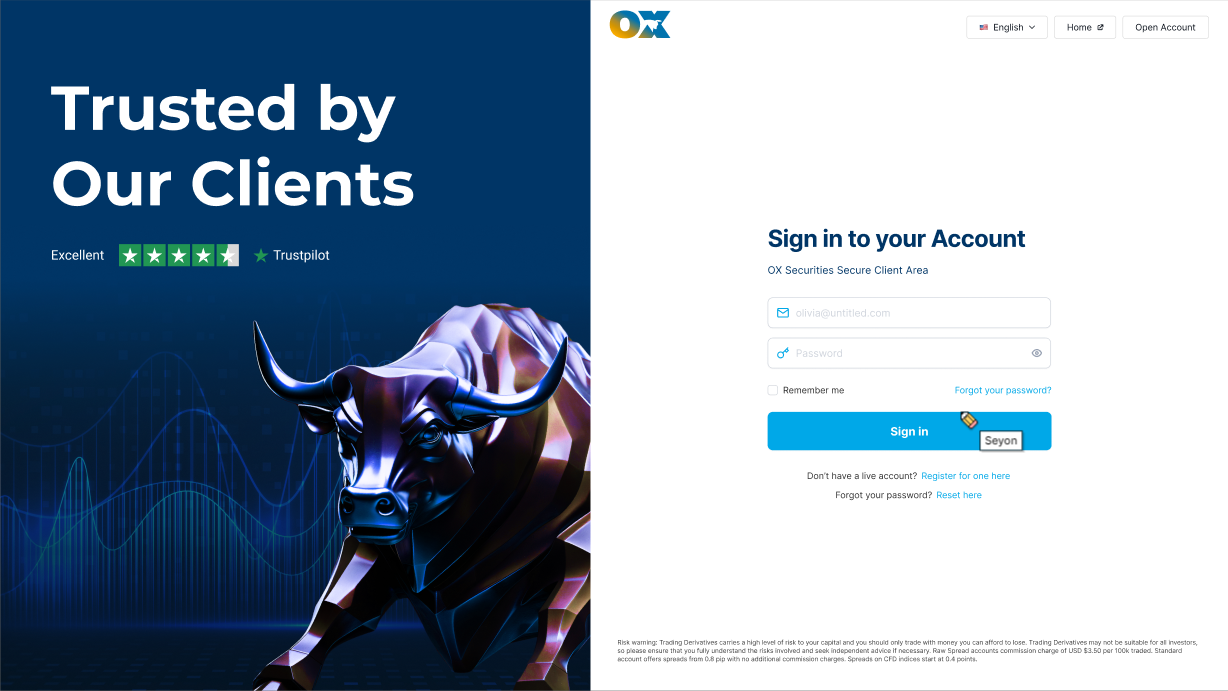 Trusted by
Our Clients
Excellent
Trustpilot
OX
English
Home
Open Account
Sign in to your Account
OX Securities Secure Client Area
olivia@untitled.com
Password
Remember me
Forgot your password?
Sign in
Seyon
Don't have a live account? Register for one here
Forgot your password? Reset here
Risk warning: Trading Derivatives carries a high level of risk to your capital and you should only trade with money you can afford to lose. Trading Derivatives may not be suitable for all investors,
so please ensure that you fully understand the risks involved and seek independent advice if necessary. Raw Spread accounts commission charge of USD $3.50 per 100k traded. Standard
account offers spreads from 0.8 pip with no additional commission charges. Spreads on CFD indices start at 0.4 points.